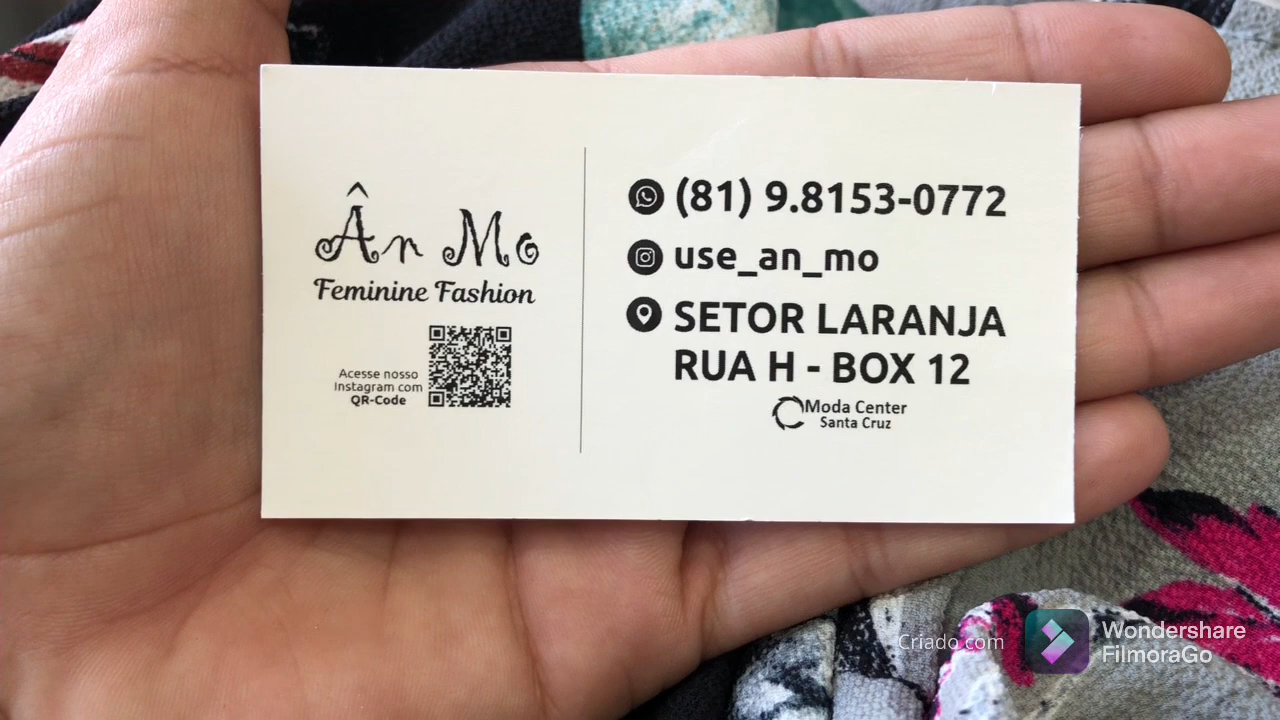 Ân Mo
Feminine Fashion
Acesse nosso
Instagram com
QR-Code
(81) 9.8153-0772
use_an_mo
SETOR LARANJA
RUA H - BOX 12
Moda Center
Santa Cruz
Criado com
Wondershare
FilmoraGo